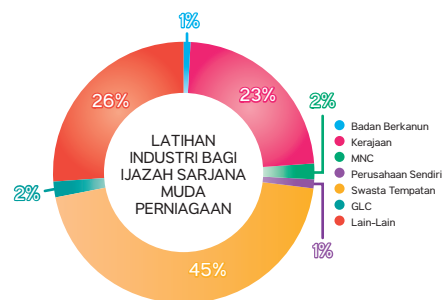 1%
26%
23%
2%
Badan Berkanun
Kerajaan
MNC
Perusahaan Sendiri
Swasta Tempatan
GLC
Lain-Lain
LATIHAN
INDUSTRI BAGI
IJAZAH SARJANA
MUDA
PERNIAGAAN
2%
1%
45%